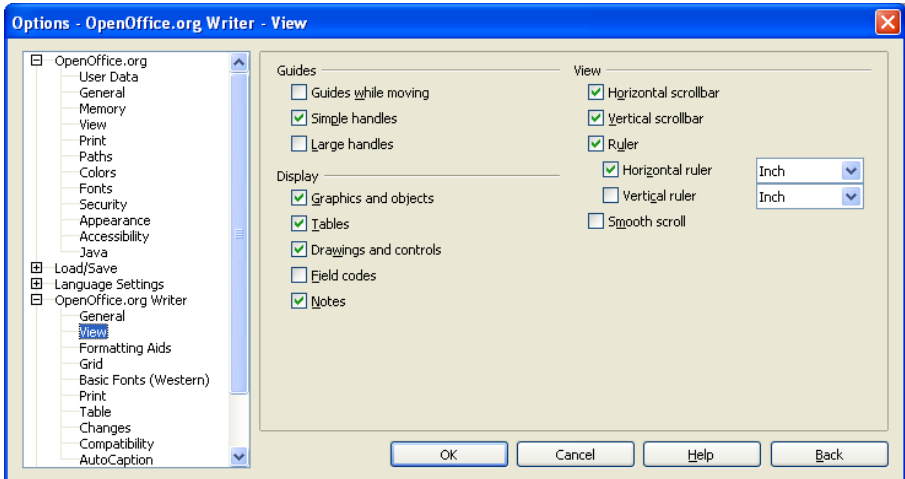 Options - OpenOffice.org Writer - View
OpenOffice.org
User Data
General
Memory
View
Print
Paths
Colors
Fonts
Security
Appearance
Accessibility
Java
Load/Save
Language Settings
OpenOffice.org Writer
General
View
Formatting Aids
Grid
Basic Fonts (Western)
Print
Table
Changes
Compatibility
AutoCaption
Guides
Guides while moving
Simple handles
Large handles
Display
Graphics and objects
Tables
Drawings and controls
Field codes
Notes
View
Horizontal scrollbar
Vertical scrollbar
Ruler
Horizontal ruler Inch
Vertical ruler Inch
Smooth scroll
OK Cancel Help Back